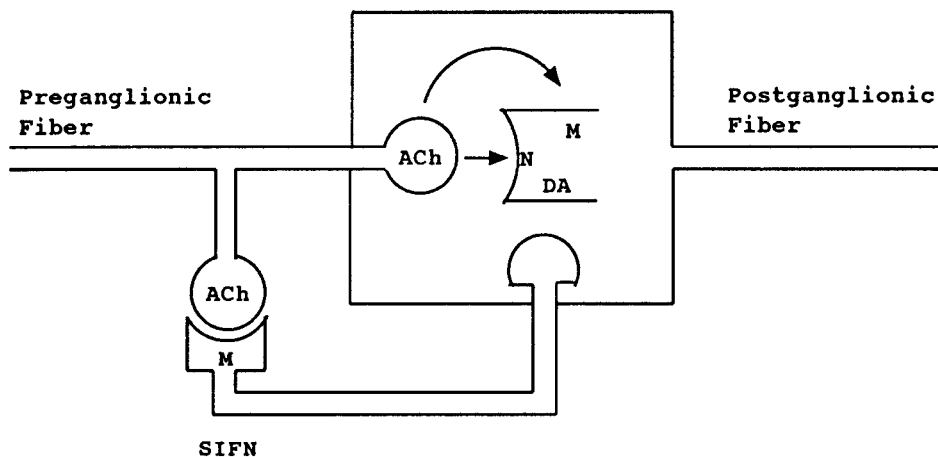 Preganglionic
Fiber
Postganglionic
Fiber
M
ACh
N
DA
ACh
M
SIFN